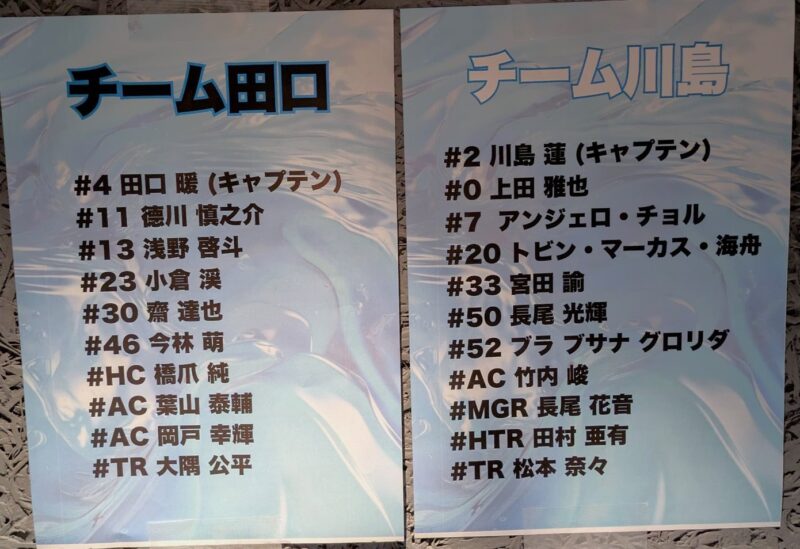 チーム田口
#4 田口 暖 (キャプテン)
#11 徳川 慎之介
#13 浅野 啓斗
#23 小倉 渓
#30 齋 達也
#46 今林 萌
#HC 橋爪 純
#AC 葉山 泰輔
#AC 岡戸 幸輝
#TR 大隅 公平
チーム川島
#2 川島 蓮 (キャプテン)
#0 上田 雅也
#7 アンジェロ・チョル
#20 トビン・マーカス・海舟
#33 宮田 諭
#50 長尾 光輝
#52 ブラ ブサナ グロリダ
#AC 竹内 峻
#MGR 長尾 花音
#HTR 田村 亜有
#TR 松本 奈々